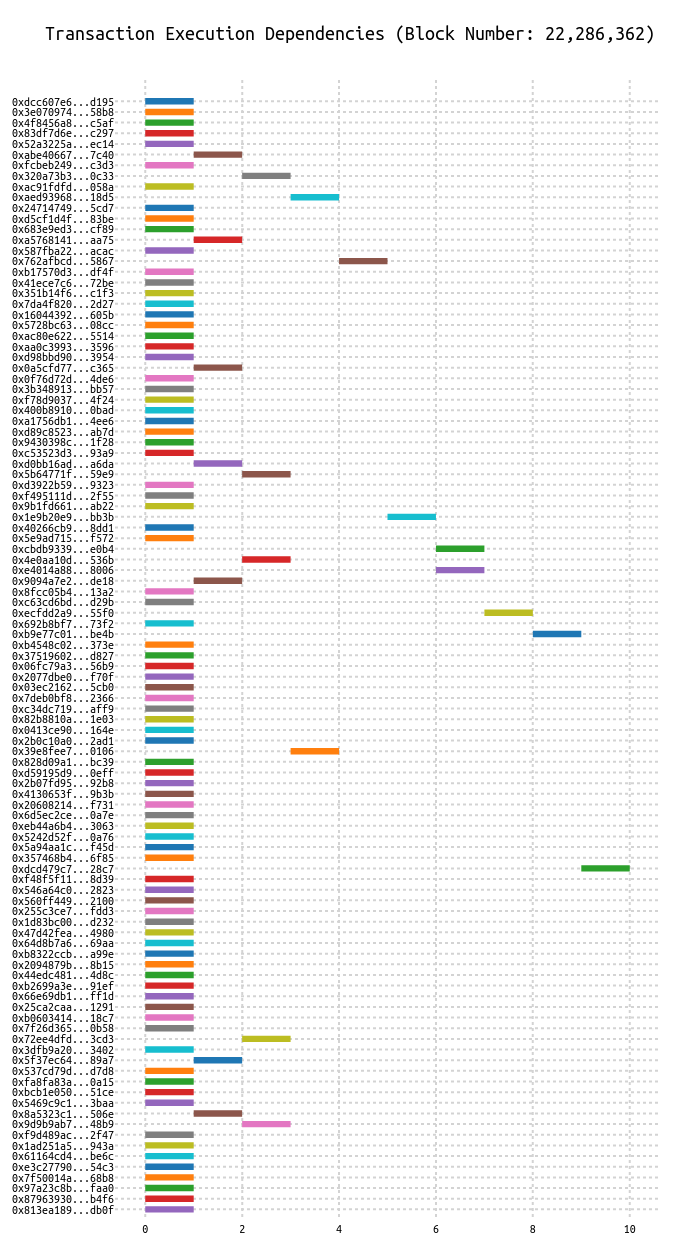 Transaction Execution Dependencies (Block Number: 22,286,362)
0xdcc607e6...d195
0x3e070974...58b8
0x4f8456a8...c5af
0x83df7d6e...c297
0x52a3225a...ec14
0xabe40667...7c40
0xfcbeb249...c3d3
0x320a73b3...0c33
0xac91fdfd...058a
0xaed93968...18d5
0x24714749...5cd7
0xd5cf1d4f...83be
0x683e9ed3...cf89
0xa5768141...aa75
0x587fba22...acac
0x762afbcd...5867
0xb17570d3...df4f
0x41ece7c6...72be
0x351b14f6...c1f3
0x7da4f820...2d27
0x16044392...605b
0x5728bc63...08cc
0xac80e622...5514
0xaa0c3993...3596
0xd98bbd90...3954
0x0a5cfd77...c365
0x0f76d72d...4de6
0x3b348913...bb57
0xf78d9037...4f24
0x400b8910...0bad
0xa1756db1...4ee6
0xd89c8523...ab7d
0x9430398c...1f28
0xc53523d3...93a9
0xd0bb16ad...a6da
0x5b64771f...59e9
0xd3922b59...9323
0xf495111d...2f55
0x9b1fd661...ab22
0x1e9b20e9...bb3b
0x40266cb9...8dd1
0x5e9ad715...f572
0xcbdb9339...e0b4
0x4e0aa10d...536b
0xe4014a88...8006
0x9094a7e2...de18
0x8fcc05b4...13a2
0xc63cd6bd...d29b
0xecfdd2a9...55f0
0x692b8bf7...73f2
0xb9e77c01...be4b
0xb4548c02...373e
0x37519602...d827
0x06fc79a3...56b9
0x2077dbe0...f70f
0x03ec2162...5cb0
0x7deb0bf8...2366
0xc34dc719...aff9
0x82b8810a...1e03
0x0413ce90...164e
0x2b0c10a0...2ad1
0x39e8fee7...0106
0x828d09a1...bc39
0xd59195d9...0eff
0x2b07fd95...92b8
0x4130653f...9b3b
0x20608214...f731
0x6d5ec2ce...0a7e
0xeb44a6b4...3063
0x5242d52f...0a76
0x5a94aa1c...f45d
0x357468b4...6f85
0xdcd479c7...28c7
0xf48f5f11...8d39
0x546a64c0...2823
0x560ff449...2100
0x255c3ce7...fdd3
0x1d83bc00...d232
0x47d42fea...4980
0x64d8b7a6...69aa
0xb8322ccb...a99e
0x2094879b...8b15
0x44edc481...4d8c
0xb2699a3e...91ef
0x66e69db1...ff1d
0x25ca2caa...1291
0xb0603414...18c7
0x7f26d365...0b58
0x72ee4dfd...3cd3
0x3dfb9a20...3402
0x5f37ec64...89a7
0x537cd79d...d7d8
0xfa8fa83a...0a15
0xbcb1e050...51ce
0x5469c9c1...3baa
0x8a5323c1...506e
0x9d9b9ab7...48b9
0xf9d489ac...2f47
0x1ad251a5...943a
0x61164cd4...be6c
0xe3c27790...54c3
0x7f50014a...68b8
0x97a23c8b...faa0
0x87963930...b4f6
0x813ea189...db0f
0 2 4 6 8 10